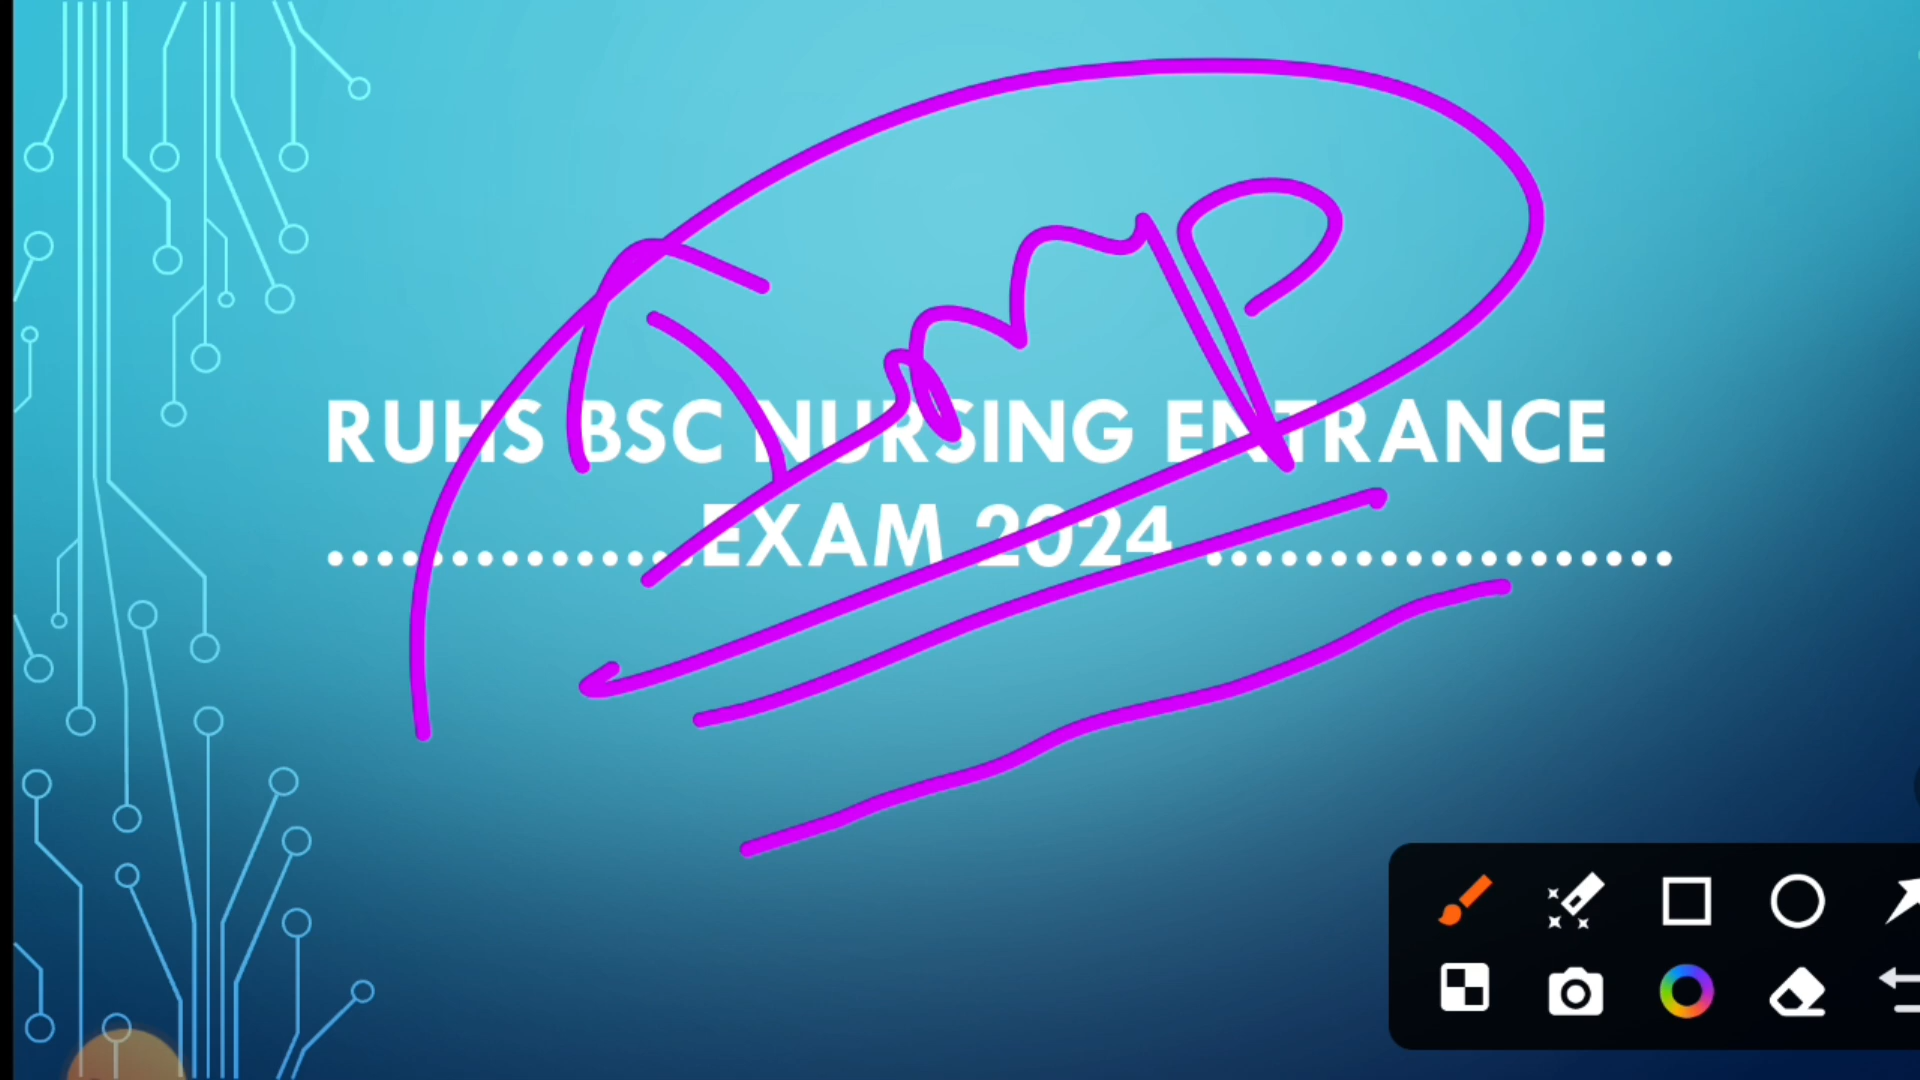 Imp
RUHS BSC NURSING ENTRANCE
..............EXAM 2024 ...................